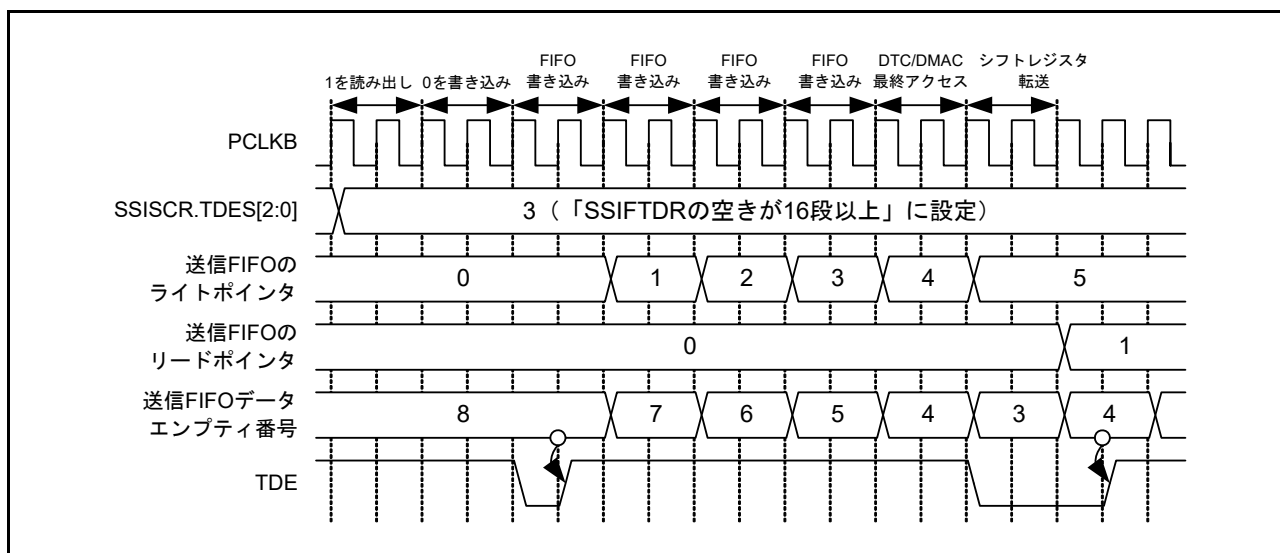 1を読み出し 0を書き込み FIFO 書き込み FIFO 書き込み FIFO 書き込み FIFO 書き込み DTC/DMAC 最終アクセス シフトレジスタ 転送
PCLKB
SSISCR.TDES[2:0] 3（「SSIFTDRの空きが16段以上」に設定）
送信FIFOの
ライトポインタ 0 1 2 3 4 5
送信FIFOの
リードポインタ 0 1
送信FIFOデータ
エンプティ番号 8 7 6 5 4 3 4
TDE